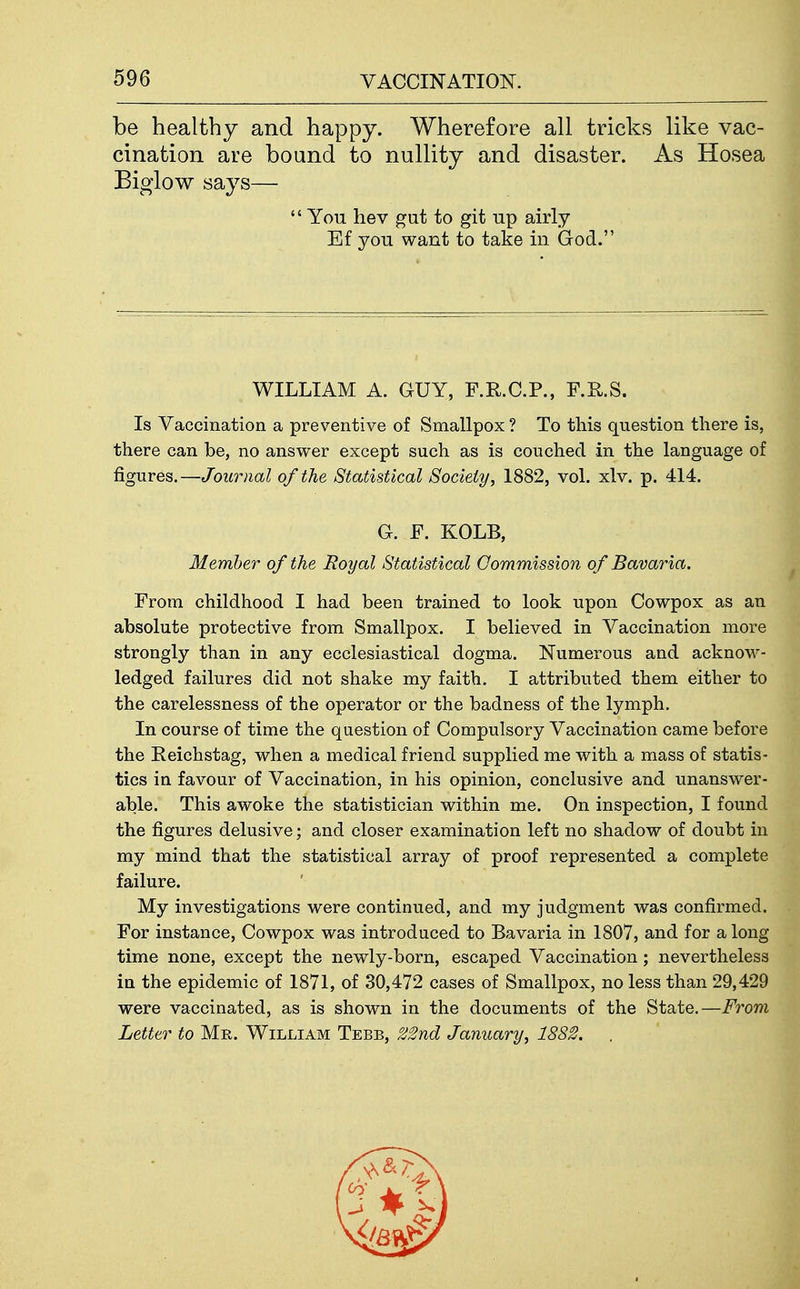 596 VACCINATION.
be healthy and happy. Wherefore all tricks like vac-
cination are bound to nullity and disaster. As Hosea
Biglow says—
“You hev gut to git up airly
Ef you want to take in God.”
WILLIAM A. GUY, F.R.C.P., F.R.S.
Is Vaccination a preventive of Smallpox? To this question there is,
there can be, no answer except such as is couched in the language of
figures.—Journal of the Statistical Society, 1882, vol. xlv. p. 414.
G. F. KOLB,
Member of the Royal Statistical Commission of Bavaria.
From childhood I had been trained to look upon Cowpox as an
absolute protective from Smallpox. I believed in Vaccination more
strongly than in any ecclesiastical dogma. Numerous and acknow-
ledged failures did not shake my faith. I attributed them either to
the carelessness of the operator or the badness of the lymph.
In course of time the question of Compulsory Vaccination came before
the Reichstag, when a medical friend supplied me with a mass of statis-
tics in favour of Vaccination, in his opinion, conclusive and unanswer-
able. This awoke the statistician within me. On inspection, I found
the figures delusive; and closer examination left no shadow of doubt in
my mind that the statistical array of proof represented a complete
failure.
My investigations were continued, and my judgment was confirmed.
For instance, Cowpox was introduced to Bavaria in 1807, and for a long
time none, except the newly-born, escaped Vaccination; nevertheless
in the epidemic of 1871, of 30,472 cases of Smallpox, no less than 29,429
were vaccinated, as is shown in the documents of the State.—From
Letter to Mr. William Tebb, 22nd January, 1882.
L.S.H.&T.M.
LIBRARY